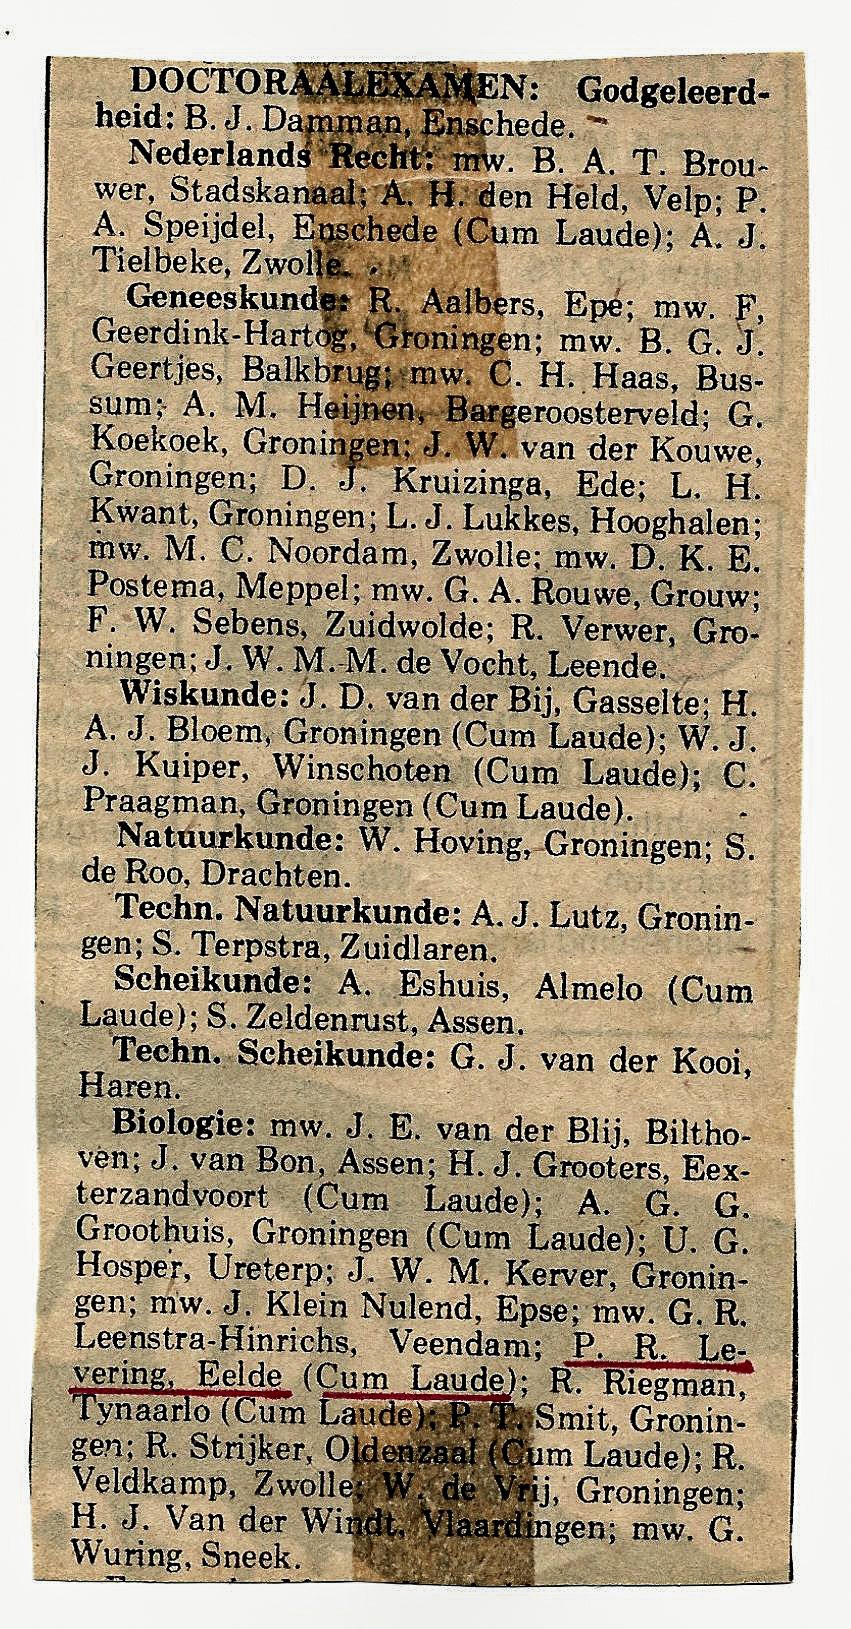 DOCTORAALEXAMEN: Godgeleerd-
heid: B. J. Damman, Enschede.
Nederlands Recht: mw. B. A. T. Brou-
wer, Stadskanaal; A. H. den Held, Velp; P.
A. Speijdel, Enschede (Cum Laude); A. J.
Tielbeke, Zwolle.
Geneeskunde: R. Aalbers, Epe; mw. F,
Geerdink-Hartog, Groningen; mw. B. G. J.
Geertjes, Balkbrug; mw. C. H. Haas, Bus-
sum; A. M. Heijnen, Bargeroosterveld; G.
Koekoek, Groningen; J. W. van der Kouwe,
Groningen; D. J. Kruizinga, Ede; L. H.
Kwant, Groningen; L. J. Lukkes, Hooghalen;
mw. M. C. Noordam, Zwolle; mw. D. K. E.
Postema, Meppel; mw. G. A. Rouwe, Grouw;
F. W. Sebens, Zuidwolde; R. Verwer, Gro-
ningen; J. W. M. M. de Vocht, Leende.
Wiskunde: J. D. van der Bij, Gasselte; H.
A. J. Bloem, Groningen (Cum Laude); W. J.
J. Kuiper, Winschoten (Cum Laude); C.
Praagman, Groningen (Cum Laude).
Natuurkunde: W. Hoving, Groningen; S.
de Roo, Drachten.
Techn. Natuurkunde: A. J. Lutz, Gronin-
gen; S. Terpstra, Zuidlaren.
Scheikunde: A. Eshuis, Almelo (Cum
Laude); S. Zeldenrust, Assen.
Techn. Scheikunde: G. J. van der Kooi,
Haren.
Biologie: mw. J. E. van der Blij, Biltho-
ven; J. van Bon, Assen; H. J. Grooters, Eex-
terzandvoort (Cum Laude); A. G. G.
Groothuis, Groningen (Cum Laude); U. G.
Hosper, Ureterp; J. W. M. Kerver, Gronin-
gen; mw. J. Klein Nulend, Epse; mw. G. R.
Leenstra-Hinrichs, Veendam; P. R. Le-
vering, Eelde (Cum Laude); R. Riegman,
Tynaarlo (Cum Laude); P. T. Smit, Gronin-
gen; R. Strijker, Oldenzaal (Cum Laude); R.
Veldkamp, Zwolle; W. de Vrij, Groningen;
H. J. Van der Windt, Vlaardingen; mw. G.
Wuring, Sneek.